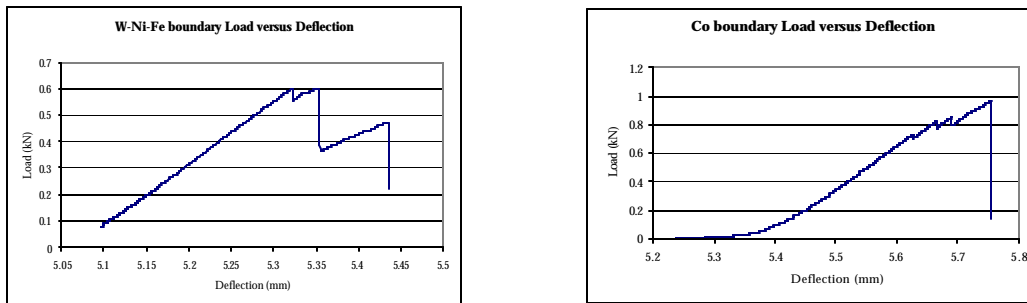 W-Ni-Fe boundary Load versus Deflection
0.7
0.6
0.5
0.4
0.3
0.2
0.1
0
Load (kN)
5.05 5.1 5.15 5.2 5.25 5.3 5.35 5.4 5.45 5.5
Deflection (mm)
Co boundary Load versus Deflection
1.2
1
0.8
0.6
0.4
0.2
0
Load (kN)
5.2 5.3 5.4 5.5 5.6 5.7 5.8
Deflection (mm)